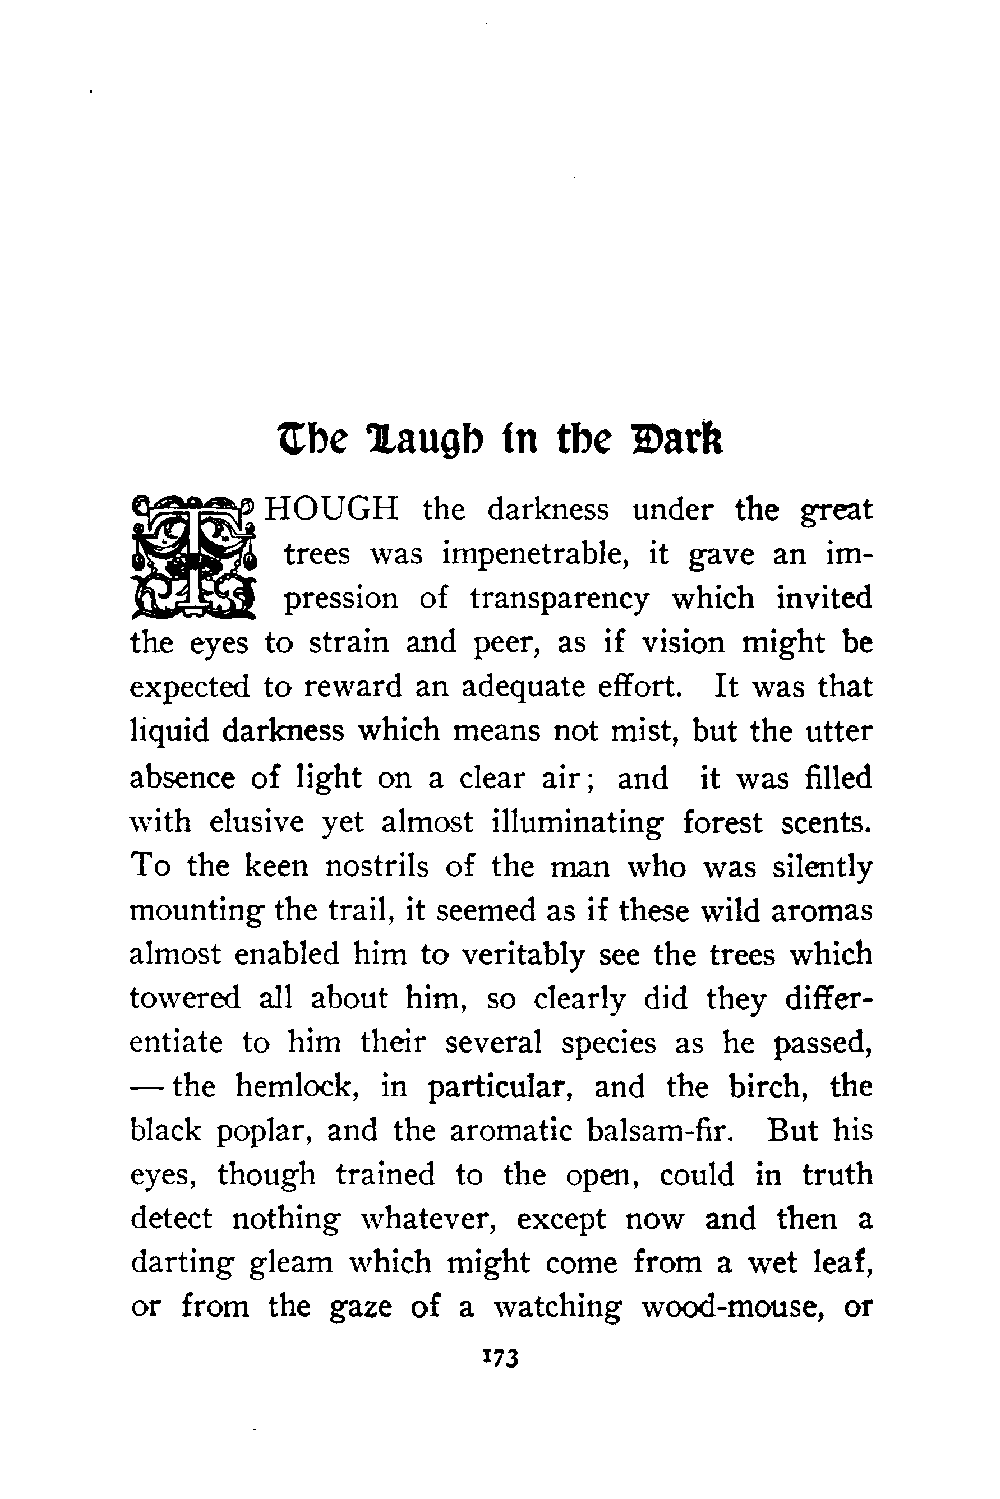 The Laugh in the Dark
THOUGH the darkness under the great
trees was impenetrable, it gave an im-
pression of transparency which invited
the eyes to strain and peer, as if vision might be
expected to reward an adequate effort. It was that
liquid darkness which means not mist, but the utter
absence of light on a clear air; and it was filled
with elusive yet almost illuminating forest scents.
To the keen nostrils of the man who was silently
mounting the trail, it seemed as if these wild aromas
almost enabled him to veritably see the trees which
towered all about him, so clearly did they differ-
entiate to him their several species as he passed,
— the hemlock, in particular, and the birch, the
black poplar, and the aromatic balsam-fir. But his
eyes, though trained to the open, could in truth
detect nothing whatever, except now and then a
darting gleam which might come from a wet leaf,
or from the gaze of a watching wood-mouse, or
173